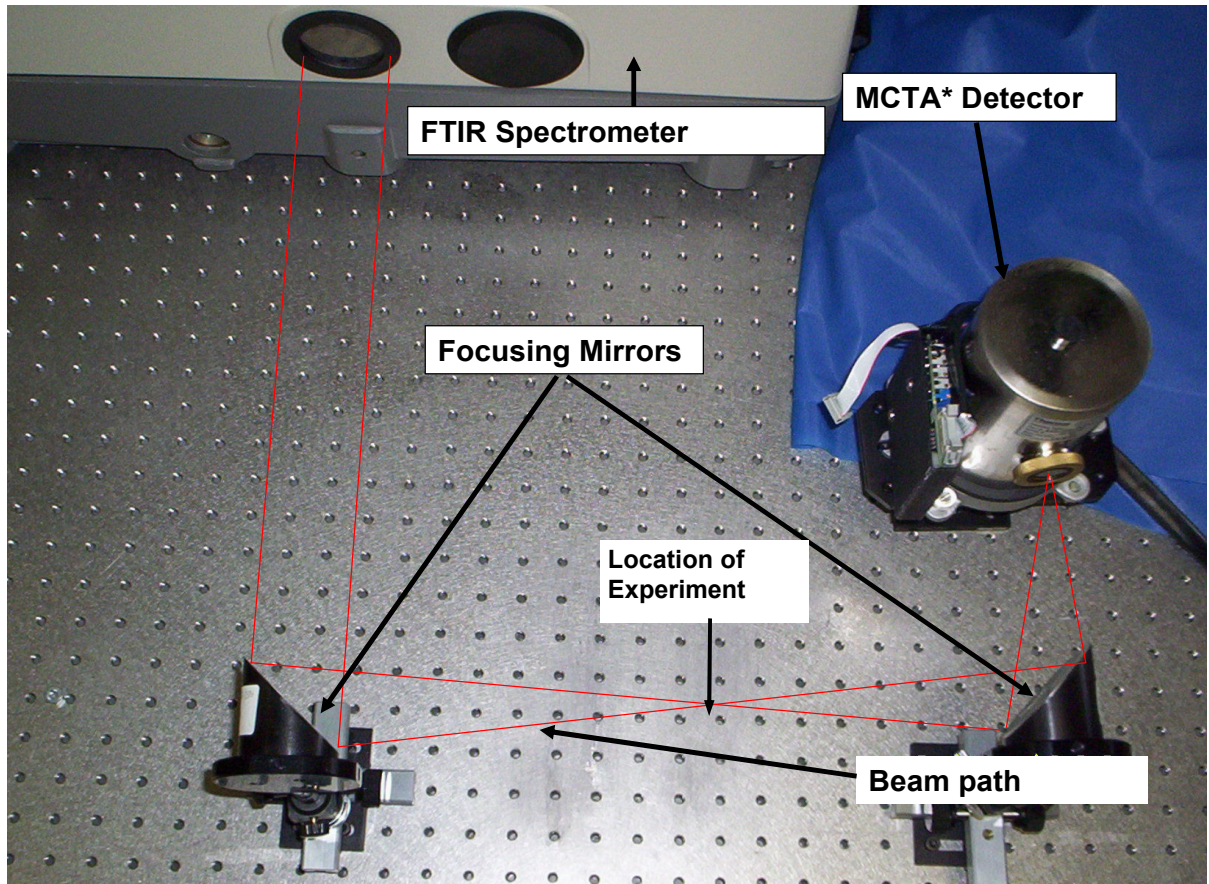 MCTA* Detector
FTIR Spectrometer
Focusing Mirrors
Location of
Experiment
Beam path